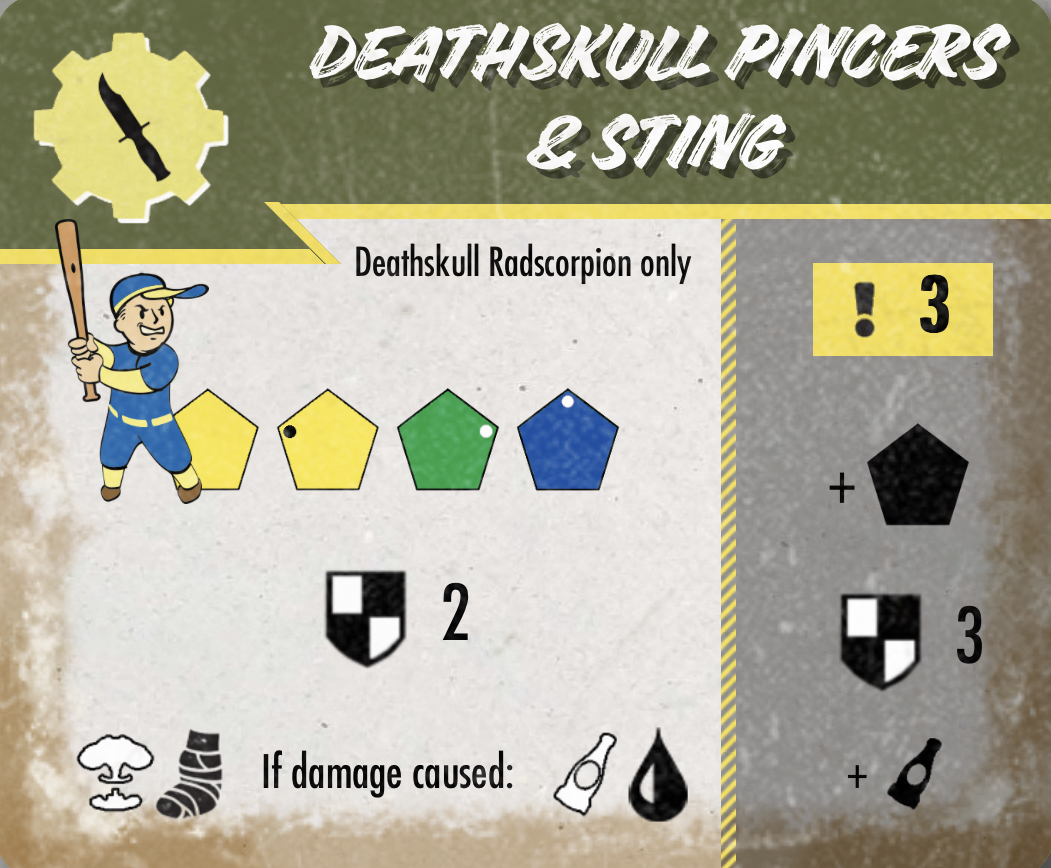 DEATHSKULL PINCERS
& STING
Deathskull Radscorpion only
! 3
+
2
3
If damage caused:
+